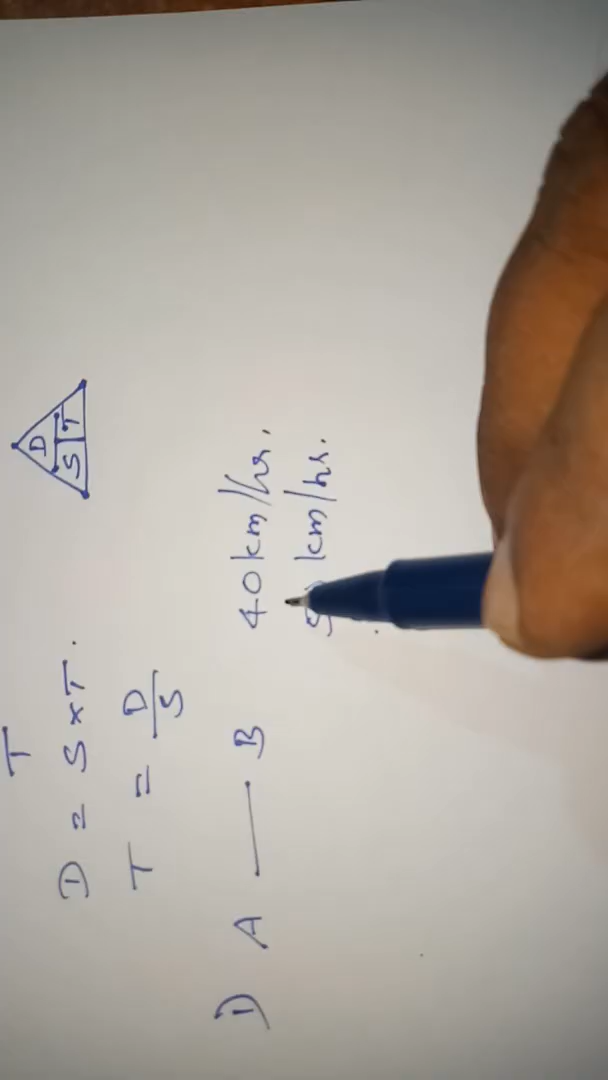 T
D
S T
D = S × T.
T = D/S
1) A — B 40km/hr.
km/hr.